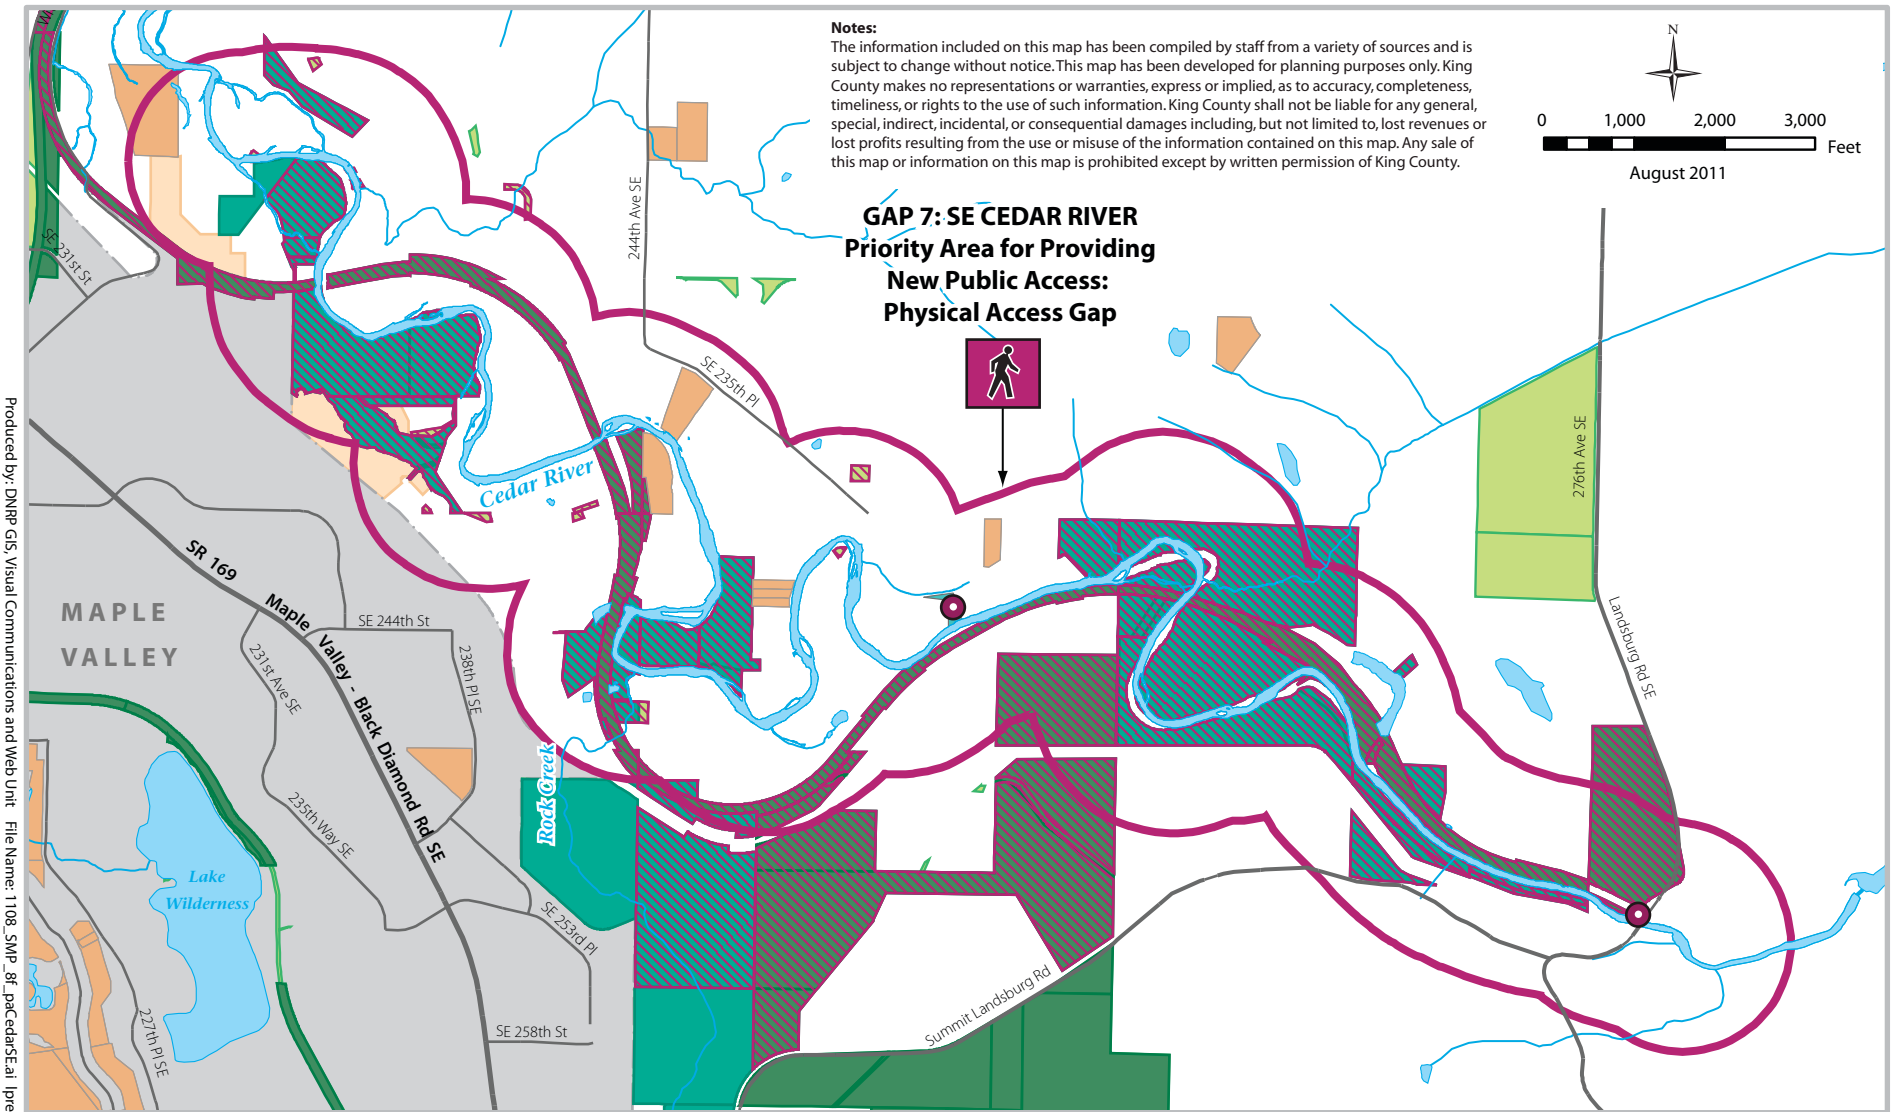 Notes:
The information included on this map has been compiled by staff from a variety of sources and is
subject to change without notice. This map has been developed for planning purposes only. King
County makes no representations or warranties, express or implied, as to accuracy, completeness,
timeliness, or rights to the use of such information. King County shall not be liable for any general,
special, indirect, incidental, or consequential damages including, but not limited to, lost revenues or
lost profits resulting from the use or misuse of the information contained on this map. Any sale of
this map or information on this map is prohibited except by written permission of King County.
N
0 1,000 2,000 3,000
Feet
August 2011
GAP 7: SE CEDAR RIVER
Priority Area for Providing
New Public Access:
Physical Access Gap
SE 231st St
244th Ave SE
SE 235th Pl
276th Ave SE
Cedar River
SR 169
Maple Valley - Black Diamond Rd SE
MAPLE
VALLEY
SE 244th St
231st Ave SE
238th Pl SE
Landsburg Rd SE
Rock Creek
235th Way SE
Lake
Wilderness
SE 253rd Pl
Summit Landsburg Rd
227th Pl SE
SE 258th St
Produced by: DNRP GIS, Visual Communications and Web Unit File Name: 1108_SMP_8f_paCedarSE.ai lpre